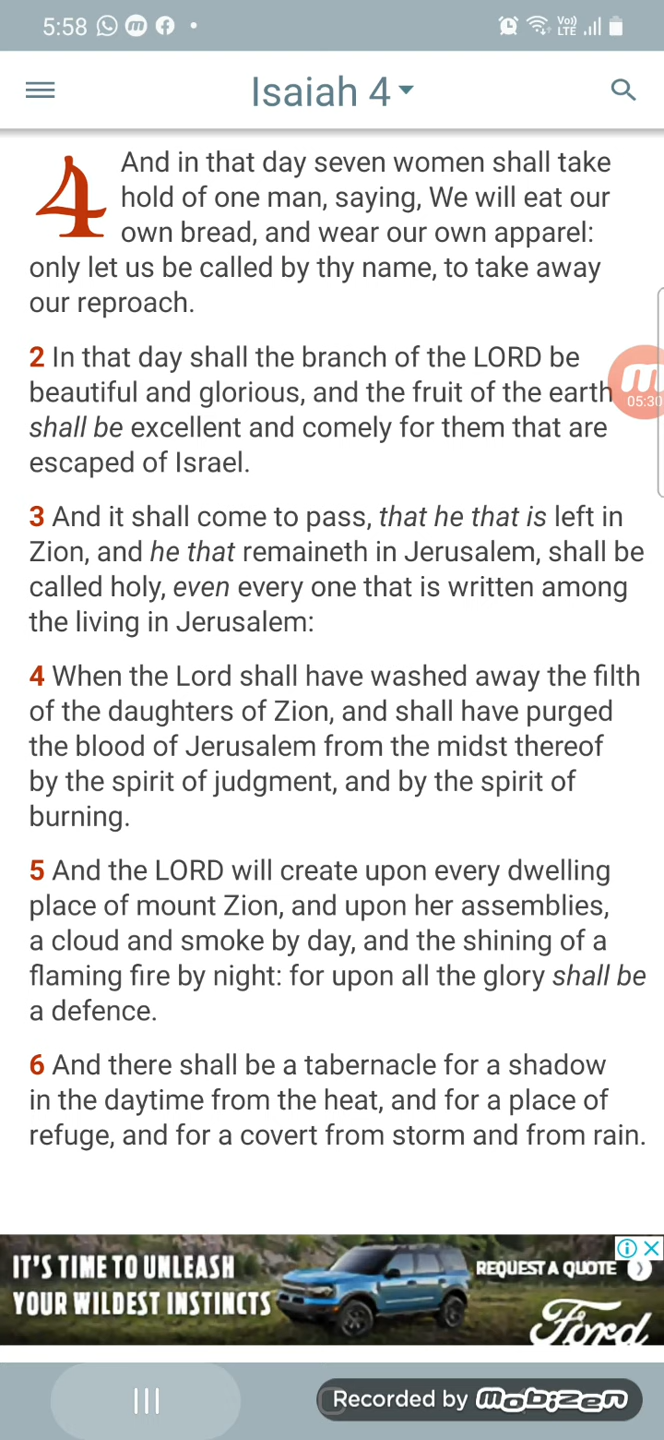 5:58
Vo))
LTE
Isaiah 4
4 And in that day seven women shall take
hold of one man, saying, We will eat our
own bread, and wear our own apparel:
only let us be called by thy name, to take away
our reproach.
2 In that day shall the branch of the LORD be
beautiful and glorious, and the fruit of the earth
shall be excellent and comely for them that are
escaped of Israel.
3 And it shall come to pass, that he that is left in
Zion, and he that remaineth in Jerusalem, shall be
called holy, even every one that is written among
the living in Jerusalem:
4 When the Lord shall have washed away the filth
of the daughters of Zion, and shall have purged
the blood of Jerusalem from the midst thereof
by the spirit of judgment, and by the spirit of
burning.
5 And the LORD will create upon every dwelling
place of mount Zion, and upon her assemblies,
a cloud and smoke by day, and the shining of a
flaming fire by night: for upon all the glory shall be
a defence.
6 And there shall be a tabernacle for a shadow
in the daytime from the heat, and for a place of
refuge, and for a covert from storm and from rain.
m
05:30
IT'S TIME TO UNLEASH
YOUR WILDEST INSTINCTS
REQUEST A QUOTE
Ford
Recorded by mobizen